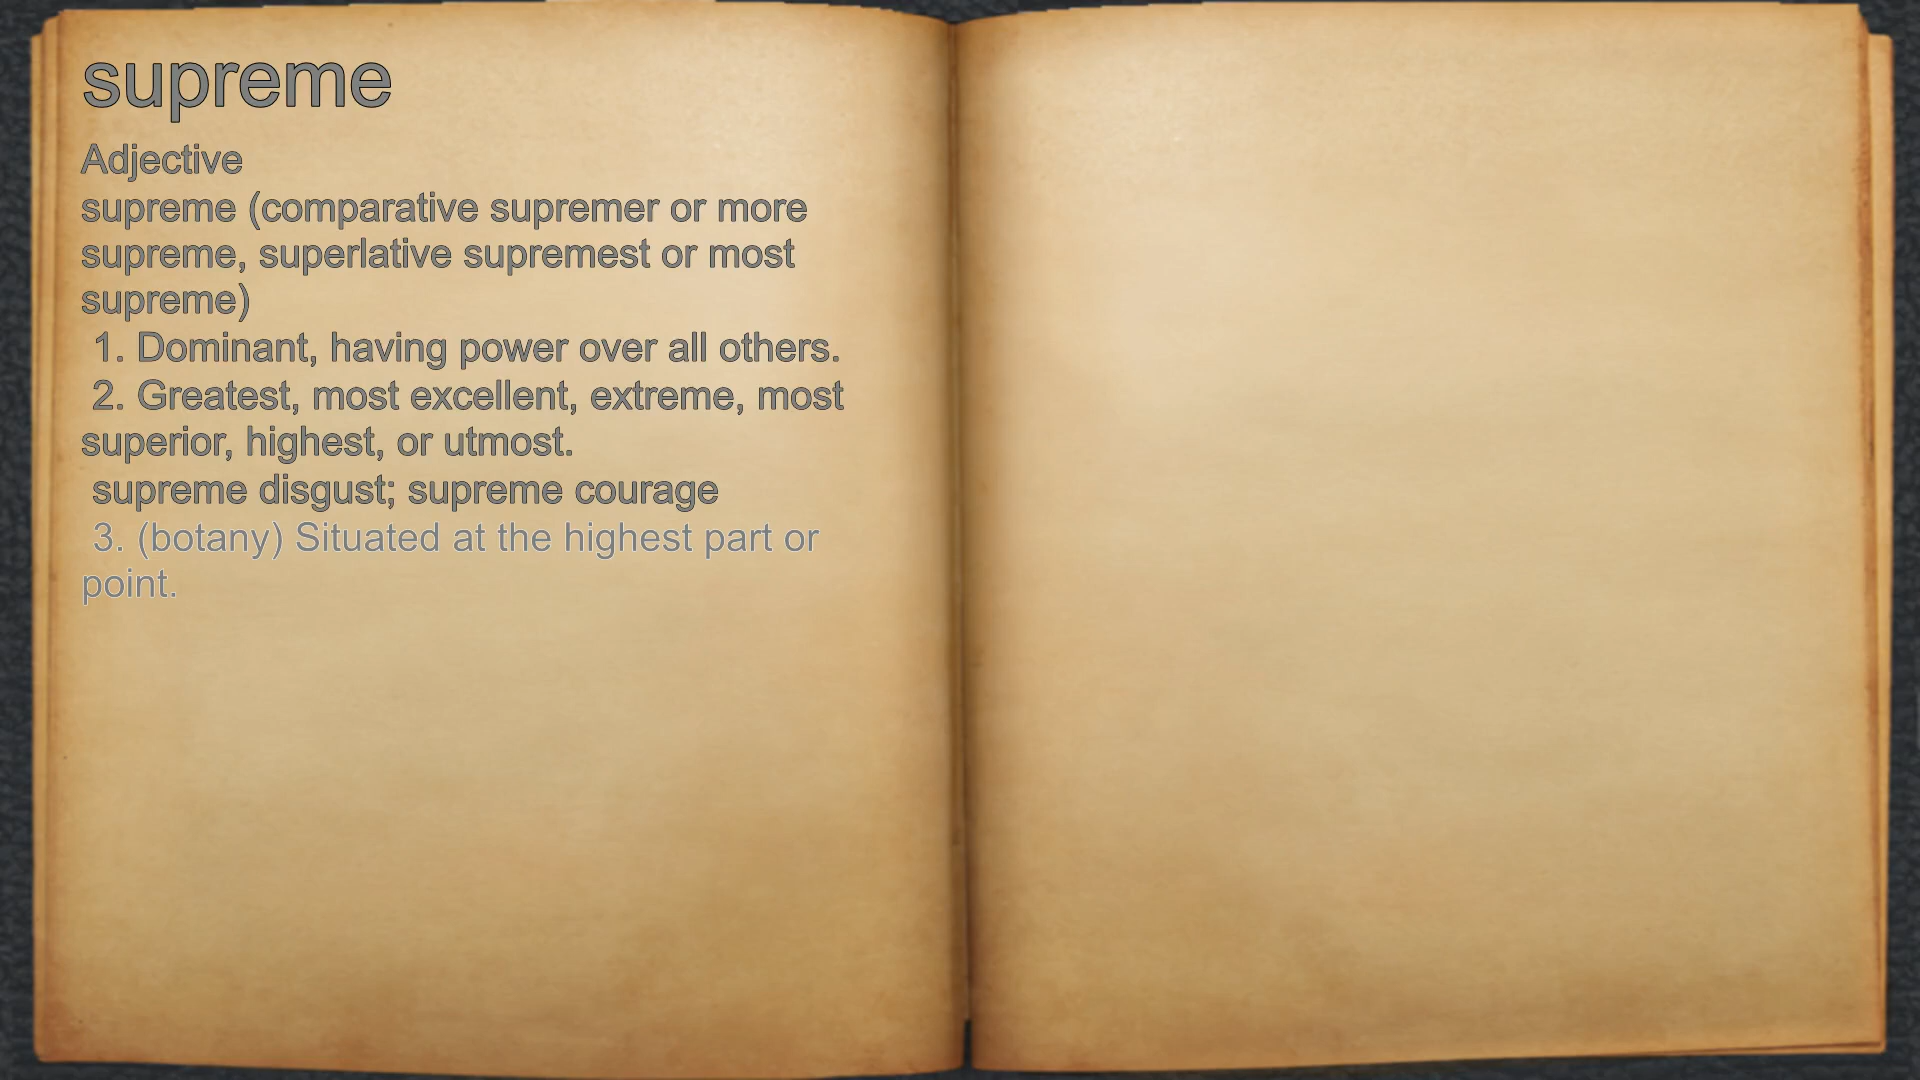 supreme
Adjective
supreme (comparative supremer or more
supreme, superlative supremest or most
supreme)
1. Dominant, having power over all others.
2. Greatest, most excellent, extreme, most
superior, highest, or utmost.
supreme disgust; supreme courage
3. (botany) Situated at the highest part or
point.